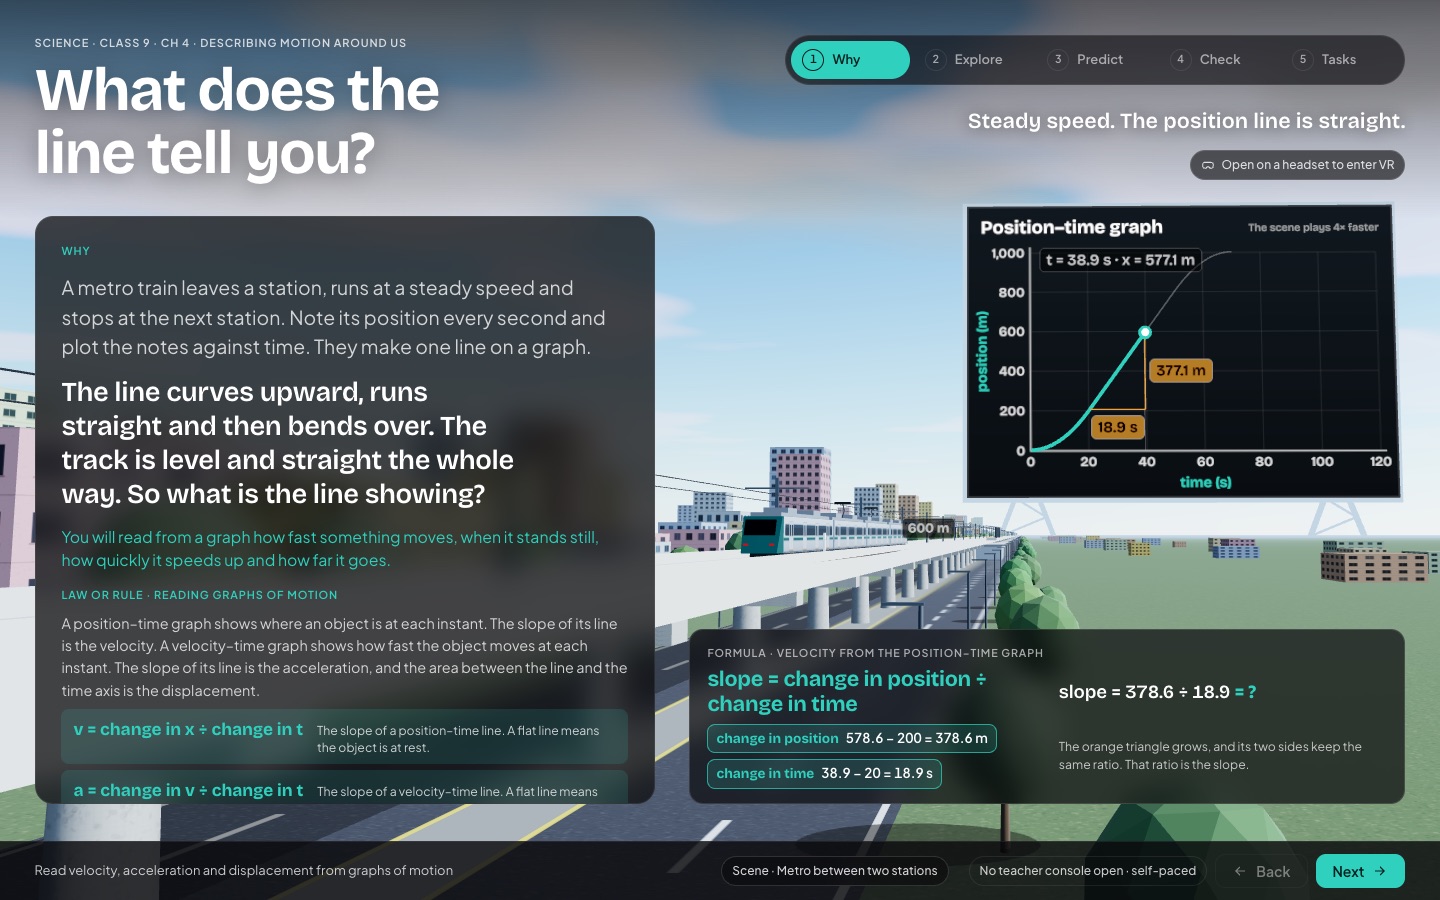 SCIENCE · CLASS 9 · CH 4 · DESCRIBING MOTION AROUND US
What does the
line tell you?
1 Why
2 Explore
3 Predict
4 Check
5 Tasks
Steady speed. The position line is straight.
Open on a headset to enter VR
WHY
A metro train leaves a station, runs at a steady speed and
stops at the next station. Note its position every second and
plot the notes against time. They make one line on a graph.
The line curves upward, runs
straight and then bends over. The
track is level and straight the whole
way. So what is the line showing?
You will read from a graph how fast something moves, when it stands still,
how quickly it speeds up and how far it goes.
LAW OR RULE · READING GRAPHS OF MOTION
A position–time graph shows where an object is at each instant. The slope of its line
is the velocity. A velocity–time graph shows how fast the object moves at each
instant. The slope of its line is the acceleration, and the area between the line and the
time axis is the displacement.
v = change in x ÷ change in t
The slope of a position–time line. A flat line means
the object is at rest.
a = change in v ÷ change in t
The slope of a velocity–time line. A flat line means
Position–time graph
The scene plays 4× faster
t = 38.9 s · x = 577.1 m
1,000
800
600
400
200
0
position (m)
377.1 m
18.9 s
0 20 40 60 80 100 120
time (s)
600 m
FORMULA · VELOCITY FROM THE POSITION–TIME GRAPH
slope = change in position ÷
change in time
change in position 578.6 – 200 = 378.6 m
change in time 38.9 – 20 = 18.9 s
slope = 378.6 ÷ 18.9 = ?
The orange triangle grows, and its two sides keep the
same ratio. That ratio is the slope.
Read velocity, acceleration and displacement from graphs of motion
Scene · Metro between two stations
No teacher console open · self-paced
← Back
Next →